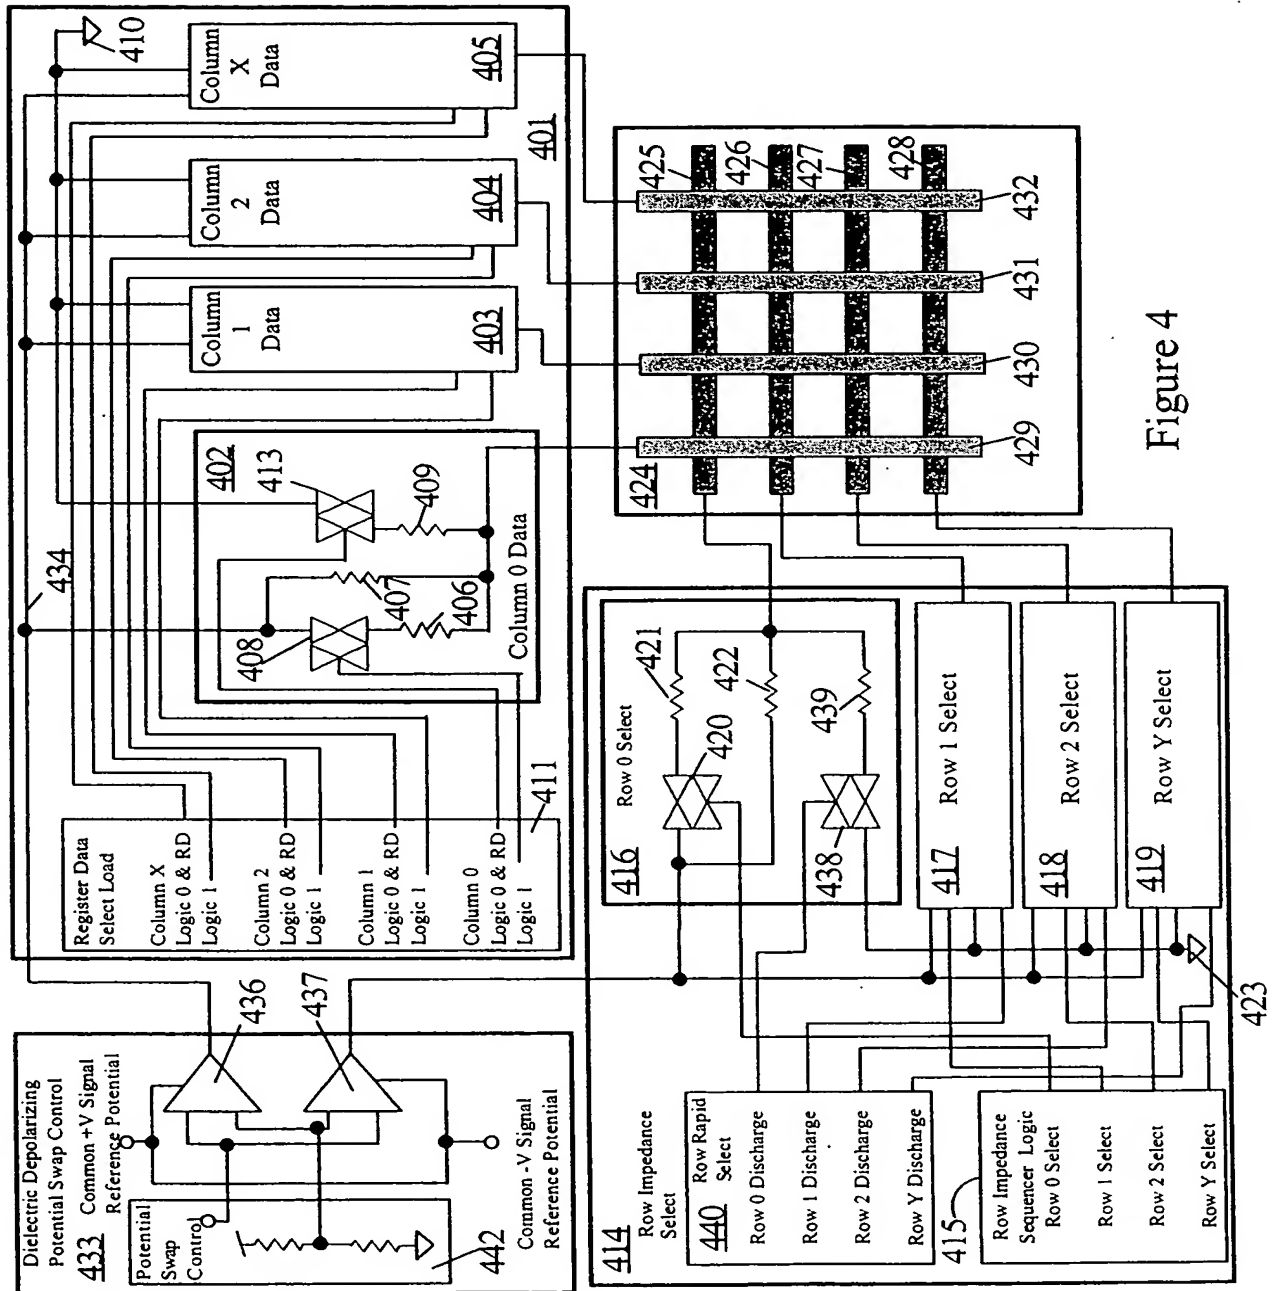 Dielectric Depolarizing
Potential Swap Control
433
Common +V Signal
Reference Potential
Potential
Swap
Control
442
Common -V Signal
Reference Potential
436
437
434
Register Data
Select Load
Column X
Logic 0 & RD
Logic 1
Column 2
Logic 0 & RD
Logic 1
Column 1
Logic 0 & RD
Logic 1
Column 0
Logic 0 & RD
Logic 1
411
402
413
409
407
406
408
Column 0 Data
Column
1
Data
403
Column
2
Data
404
Column
X
Data
405
410
401
414
Row Impedance
Select
440
Row Rapid
Select
Row 0 Discharge
Row 1 Discharge
Row 2 Discharge
Row Y Discharge
415
Row Impedance
Sequencer Logic
Row 0 Select
Row 1 Select
Row 2 Select
Row Y Select
416
Row 0 Select
421
420
422
439
438
417
Row 1 Select
418
Row 2 Select
419
Row Y Select
423
424
425
426
427
428
429
430
431
432
Figure 4